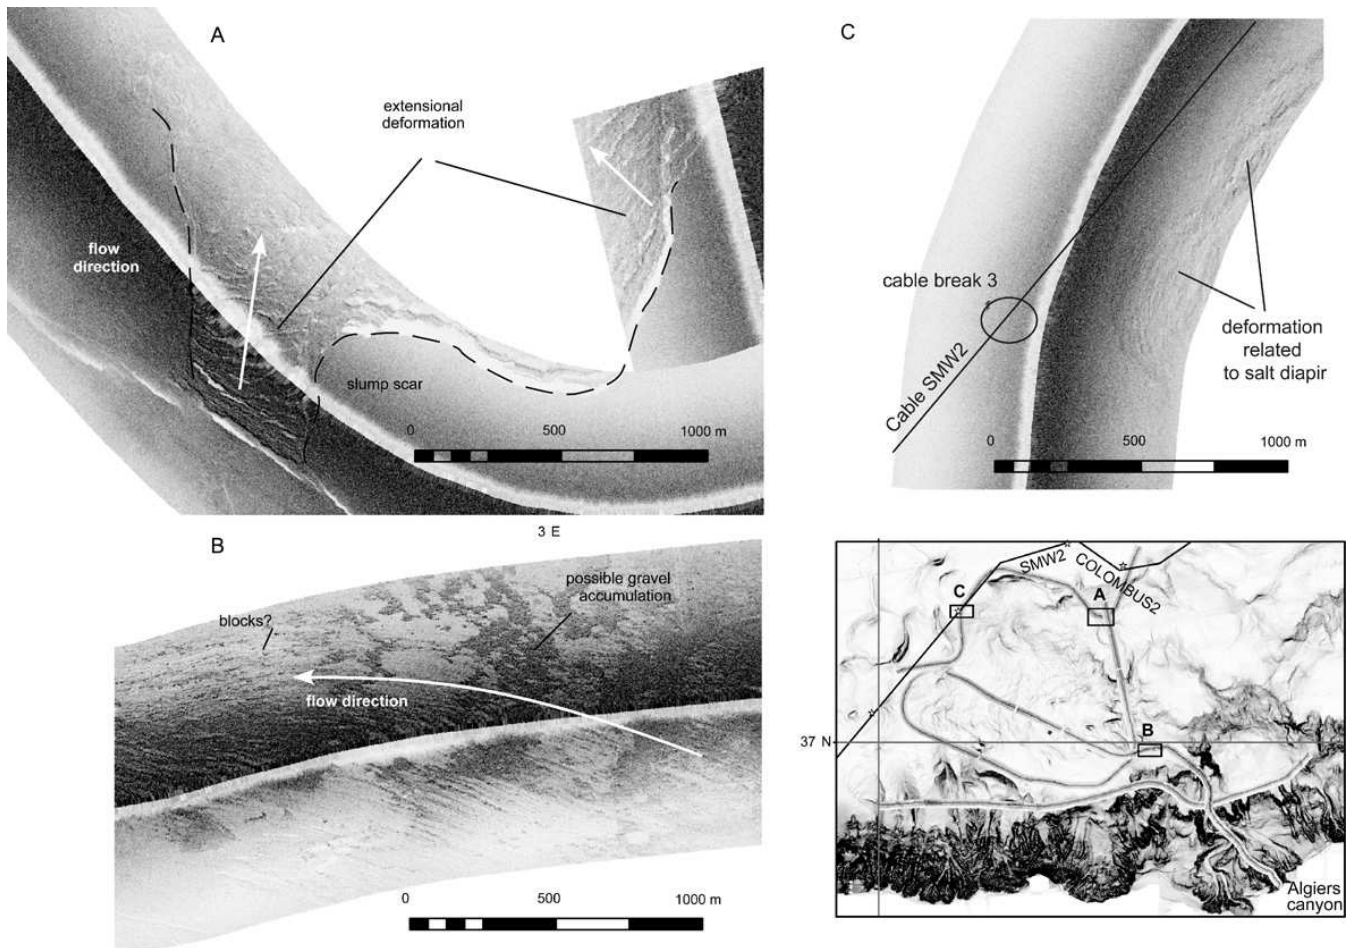 A
extensional
deformation
flow
direction
slump scar
0 500 1000 m
C
cable break 3
Cable SMW2
deformation
related
to salt diapir
0 500 1000 m
3 E
B
possible gravel
accumulation
blocks?
flow direction
0 500 1000 m
SMW2
COLOMBUS2
C
A
37 N
B
Algiers
canyon